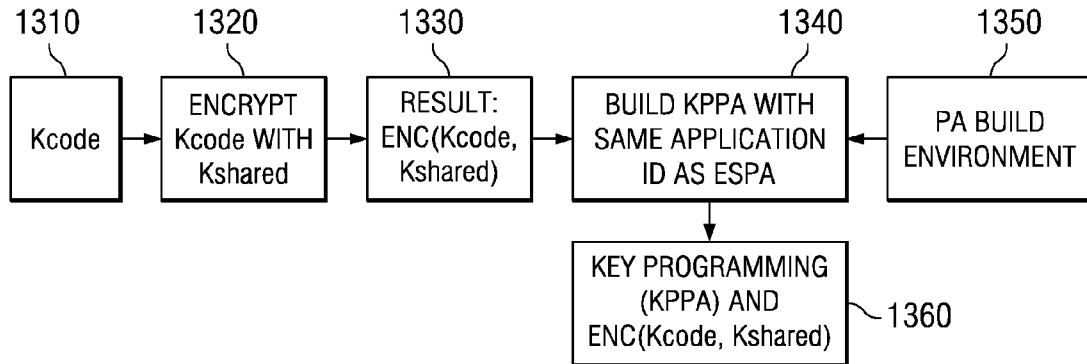 1310
1320
1330
1340
1350
Kcode
ENCRYPT
Kcode WITH
Kshared
RESULT:
ENC(Kcode,
Kshared)
BUILD KPPA WITH
SAME APPLICATION
ID AS ESPA
PA BUILD
ENVIRONMENT
KEY PROGRAMMING
(KPPA) AND
ENC(Kcode, Kshared)
1360